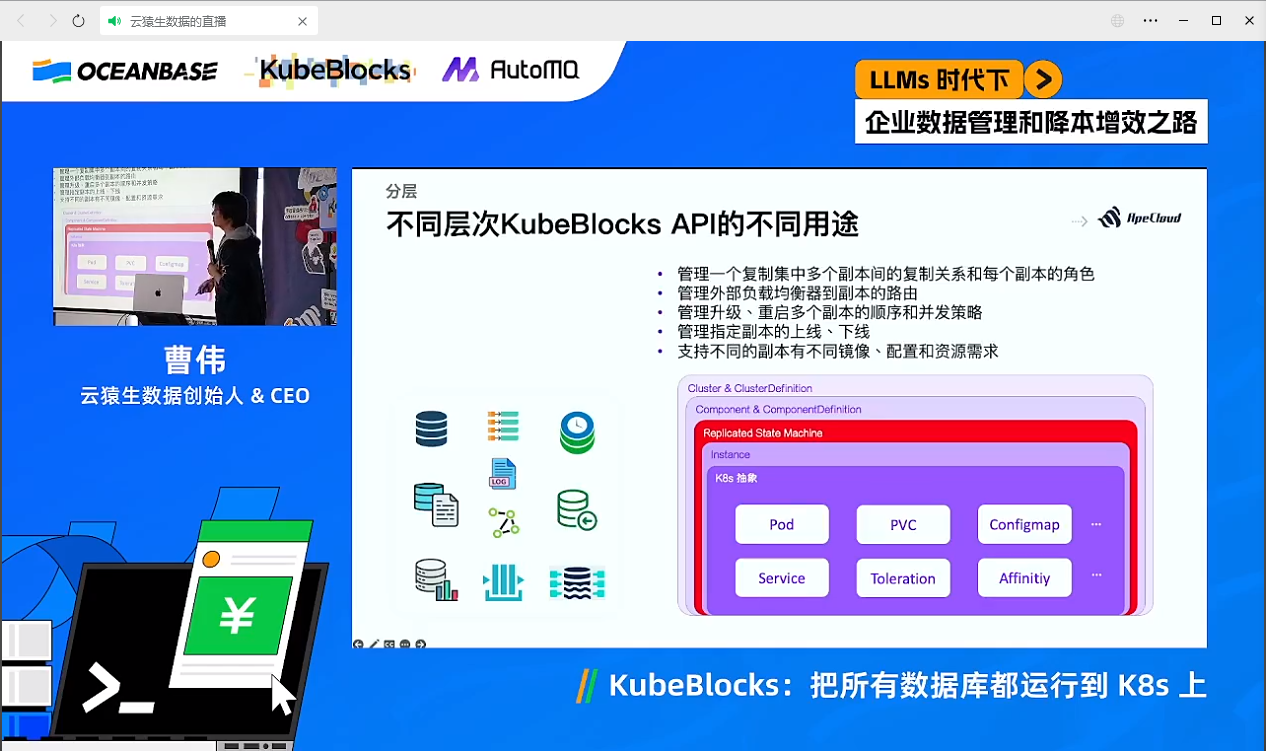 云猿生数据的直播
OCEANBASE
KubeBlocks
AutoMQ
LLMs 时代下
企业数据管理和降本增效之路
分层
不同层次KubeBlocks API的不同用途
ApeCloud
• 管理一个复制集中多个副本间的复制关系和每个副本的角色
• 管理外部负载均衡器到副本的路由
• 管理升级、重启多个副本的顺序和并发策略
• 管理指定副本的上线、下线
• 支持不同的副本有不同镜像、配置和资源需求
曹伟
云猿生数据创始人 & CEO
Cluster & ClusterDefinition
Component & ComponentDefinition
Replicated State Machine
Instance
K8s 抽象
Pod
PVC
Configmap
...
Service
Toleration
Affinitiy
...
LOG
¥
>_
KubeBlocks：把所有数据库都运行到 K8s 上